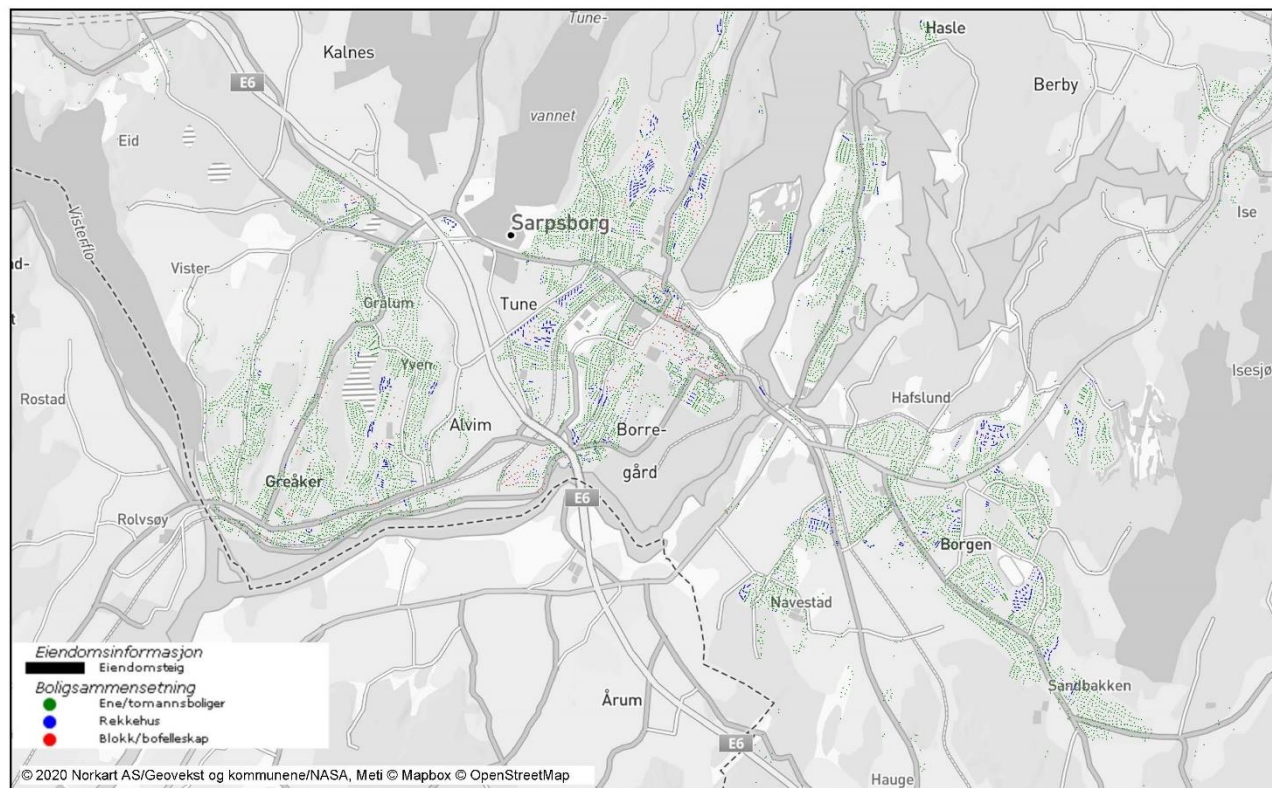 Tune-
Hasle
Kalnes
E6
Berby
vannet
Eid
Visterflo
Sarpsborg
Ise
Vister
Tune
Grålum
Yven
Isesjø
Rostad
Hafslund
Alvim
Borre-
gård
Greåker
E6
Rolvsøy
Borgen
Navestad
Sandbakken
Årum
E6
Hauge
Eiendomsinformasjon
Eiendomsteig
Boligsammensetning
Ene/tomannsboliger
Rekkehus
Blokk/bofelleskap
© 2020 Norkart AS/Geovekst og kommunene/NASA, Meti © Mapbox © OpenStreetMap